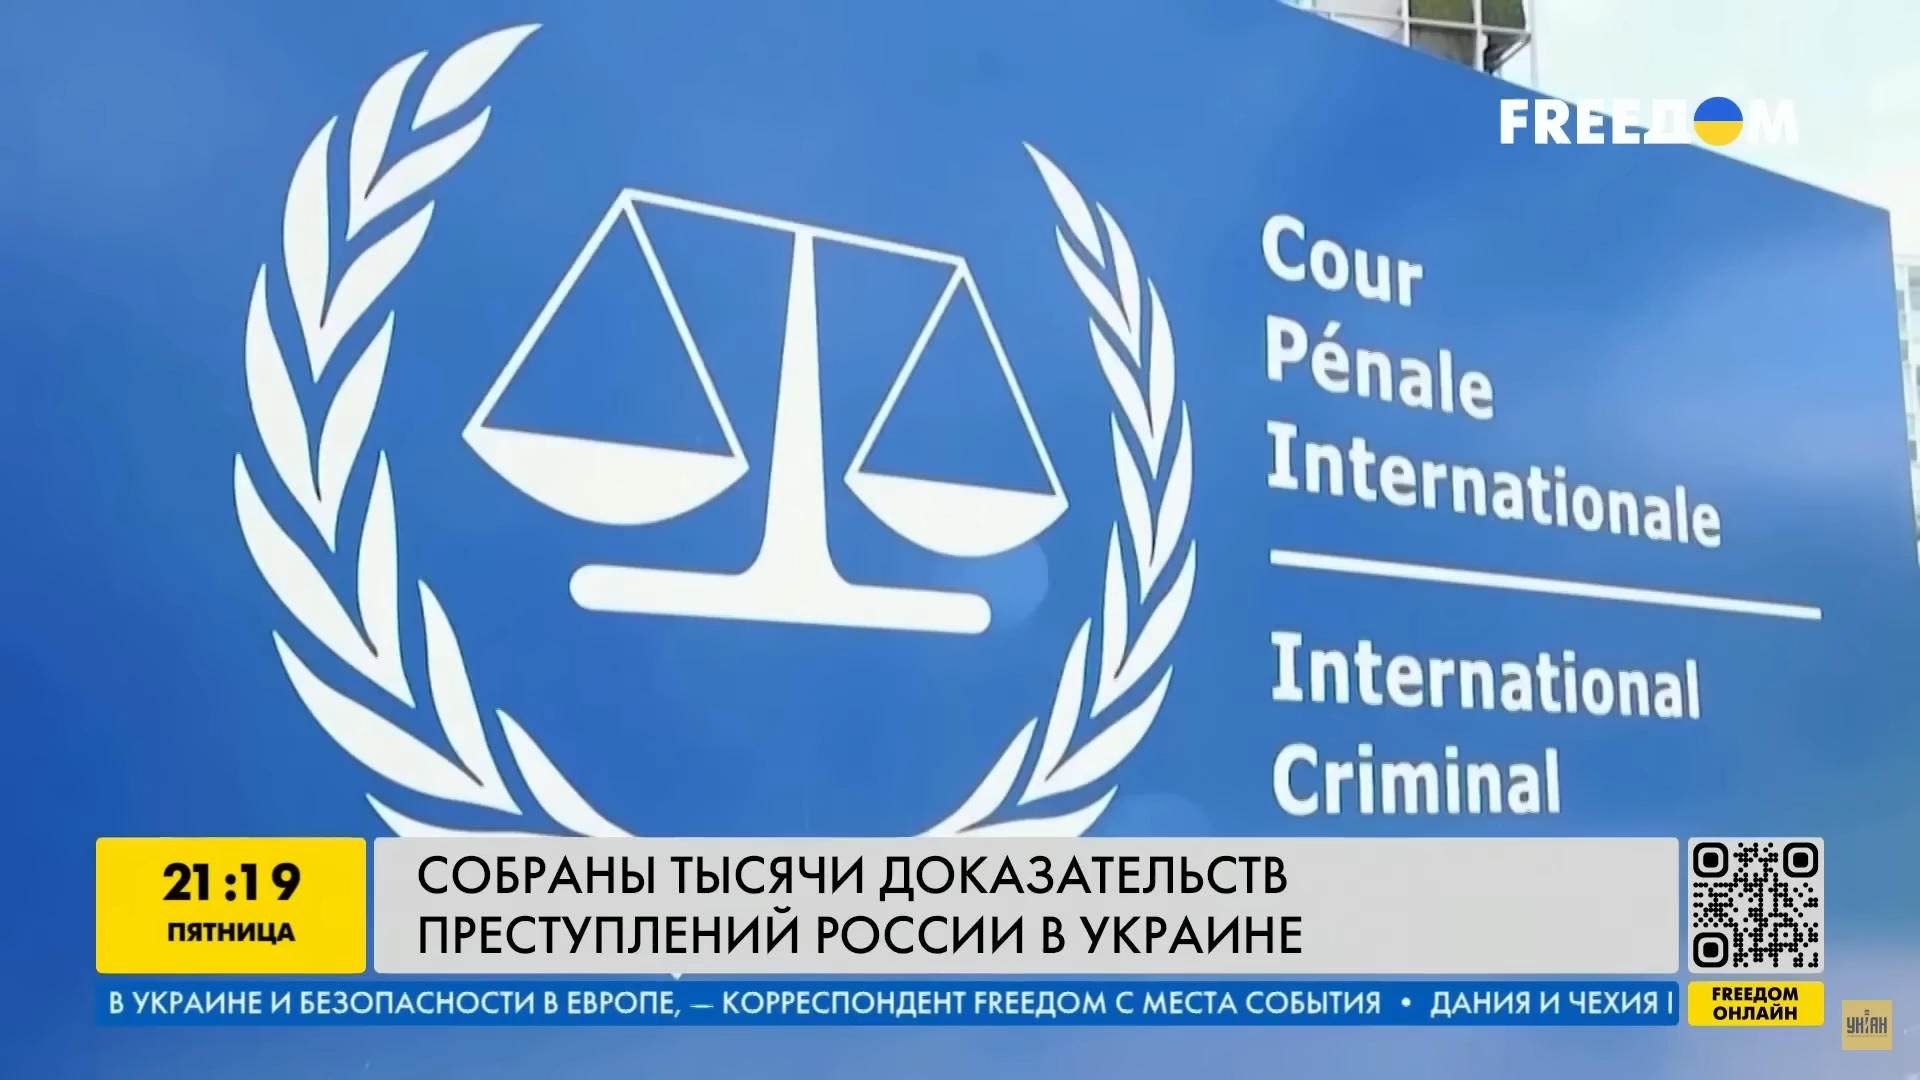 FREEДOM
Cour
Pénale
Internationale
International
Criminal
21:19
ПЯТНИЦА
СОБРАНЫ ТЫСЯЧИ ДОКАЗАТЕЛЬСТВ
ПРЕСТУПЛЕНИЙ РОССИИ В УКРАИНЕ
В УКРАИНЕ И БЕЗОПАСНОСТИ В ЕВРОПЕ, — КОРРЕСПОНДЕНТ FREEДOM С МЕСТА СОБЫТИЯ • ДАНИЯ И ЧЕХИЯ
FREEДOM
ОНЛАЙН
УНІАН